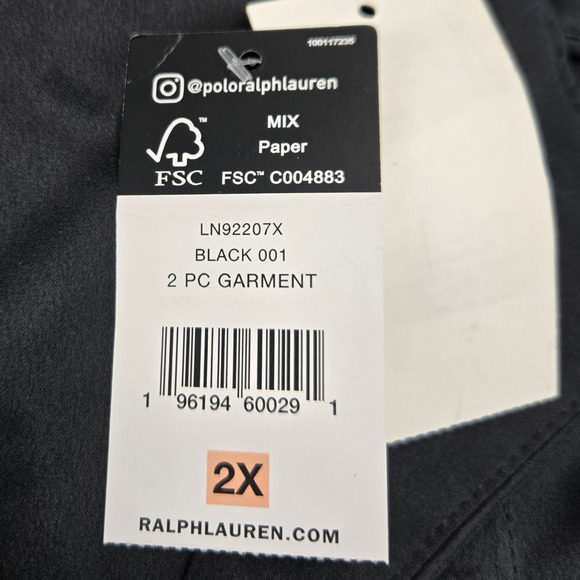 100117235
@poloralphlauren
MIX
Paper
FSC™ C004883
™
FSC
LN92207X
BLACK 001
2 PC GARMENT
1 96194 60029 1
2X
RALPHLAUREN.COM